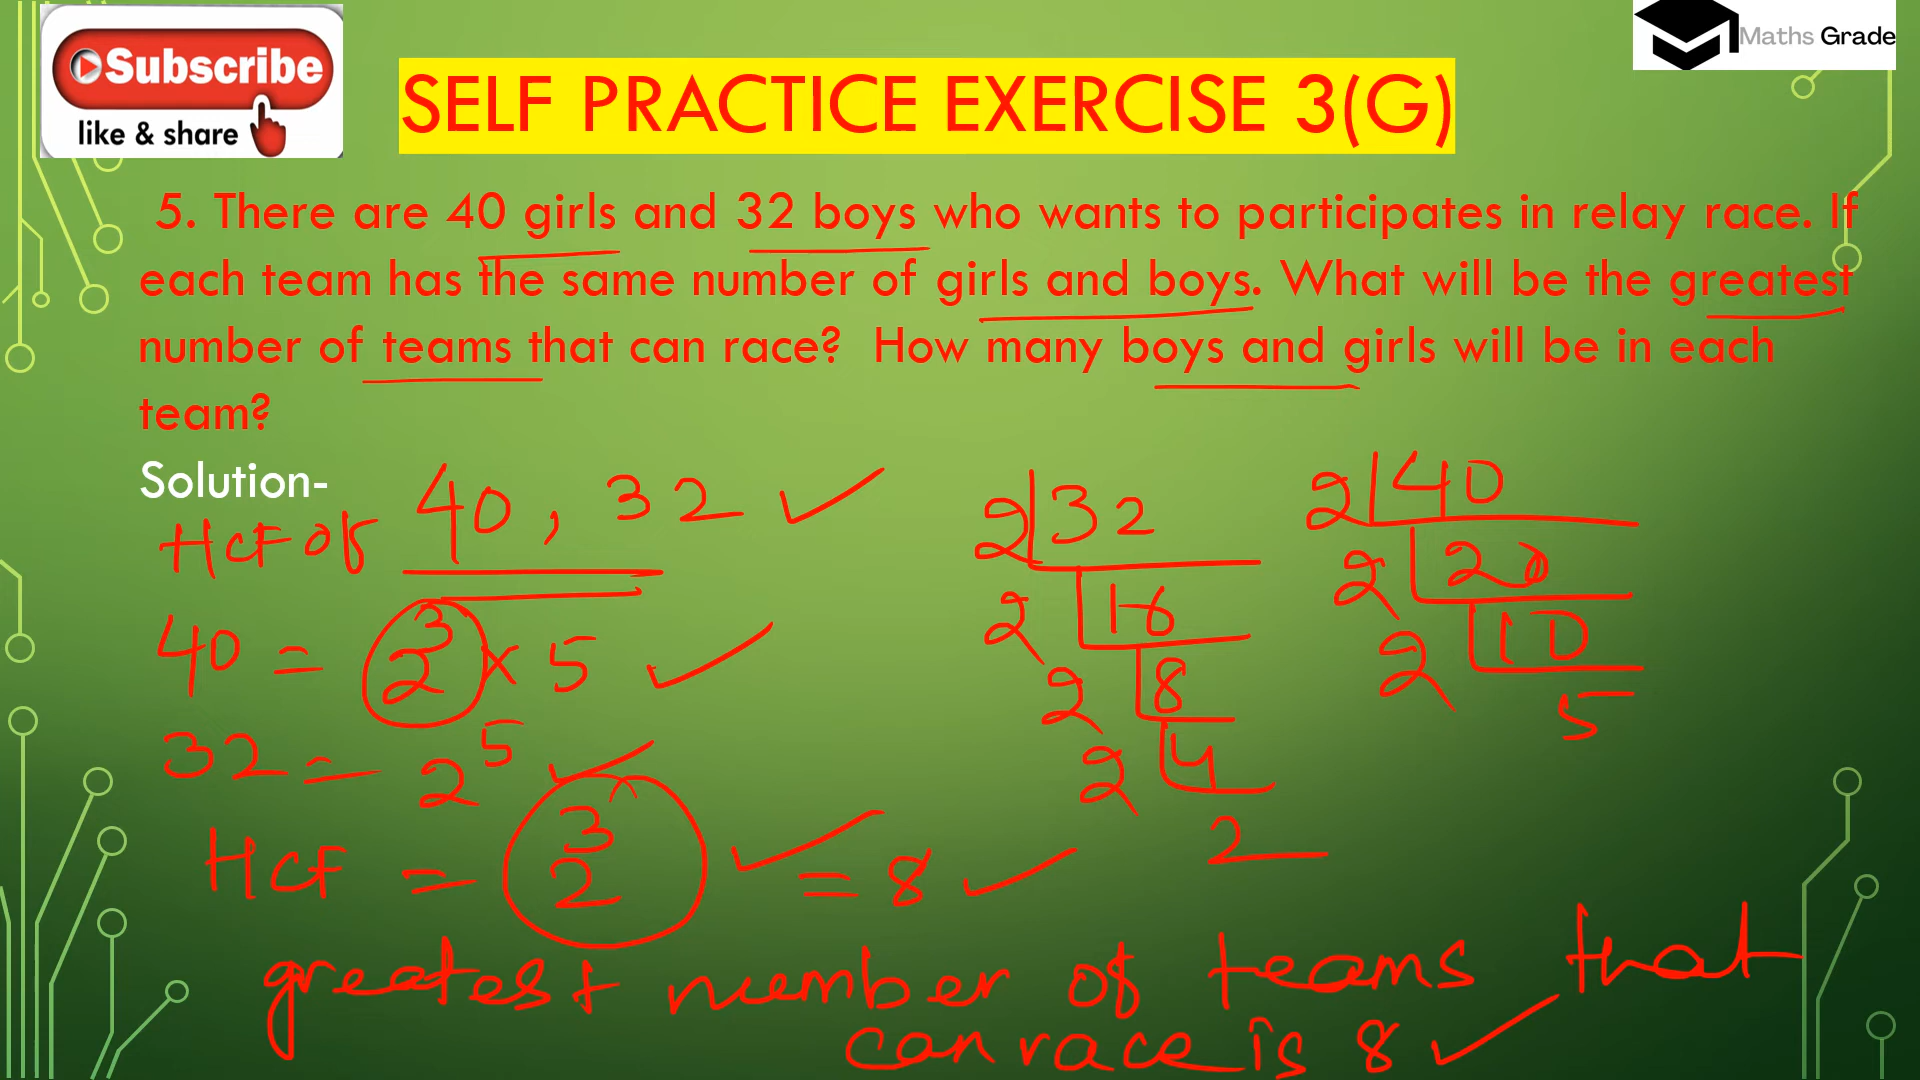 Subscribe
like & share
Maths Grade
SELF PRACTICE EXERCISE 3(G)
5. There are 40 girls and 32 boys who wants to participates in relay race. If
each team has the same number of girls and boys. What will be the greatest
number of teams that can race? How many boys and girls will be in each
team?
Solution-
HCF of 40, 32
40 = 2³ × 5
32 = 2⁵
HCF = 2³ = 8
2 32
2 16
2 8
2 4
2
2 40
2 20
2 10
5
greatest number of teams that
can race is 8